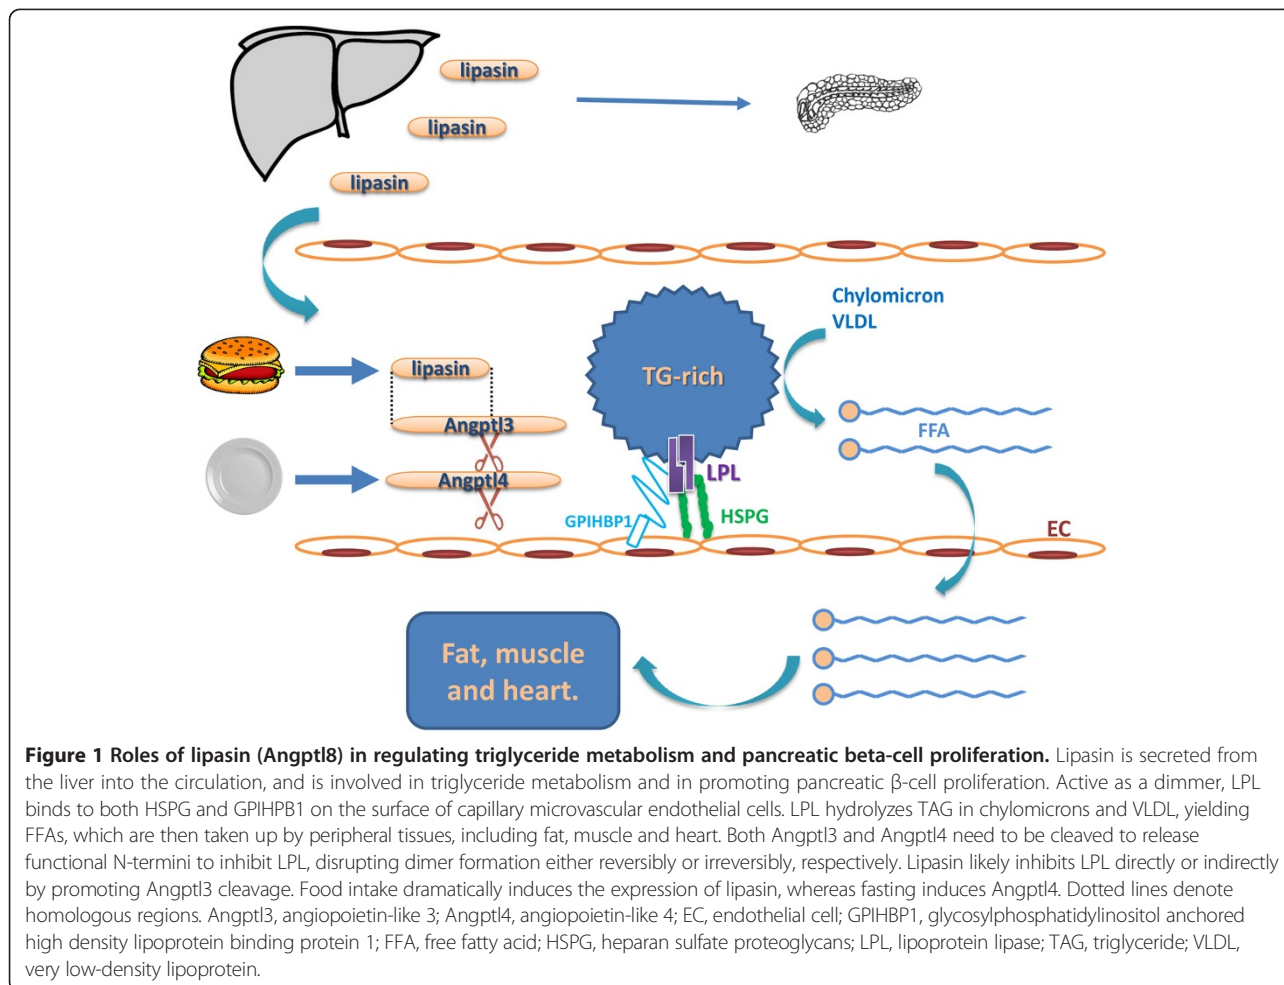 lipasin
lipasin
lipasin
Chylomicron
VLDL
lipasin
TG-rich
Angptl3
FFA
Angptl4
LPL
GPIHBP1
HSPG
EC
Fat, muscle
and heart.
Figure 1 Roles of lipasin (Angptl8) in regulating triglyceride metabolism and pancreatic beta-cell proliferation. Lipasin is secreted from
the liver into the circulation, and is involved in triglyceride metabolism and in promoting pancreatic β-cell proliferation. Active as a dimmer, LPL
binds to both HSPG and GPIHPB1 on the surface of capillary microvascular endothelial cells. LPL hydrolyzes TAG in chylomicrons and VLDL, yielding
FFAs, which are then taken up by peripheral tissues, including fat, muscle and heart. Both Angptl3 and Angptl4 need to be cleaved to release
functional N-termini to inhibit LPL, disrupting dimer formation either reversibly or irreversibly, respectively. Lipasin likely inhibits LPL directly or indirectly
by promoting Angptl3 cleavage. Food intake dramatically induces the expression of lipasin, whereas fasting induces Angptl4. Dotted lines denote
homologous regions. Angptl3, angiopoietin-like 3; Angptl4, angiopoietin-like 4; EC, endothelial cell; GPIHBP1, glycosylphosphatidylinositol anchored
high density lipoprotein binding protein 1; FFA, free fatty acid; HSPG, heparan sulfate proteoglycans; LPL, lipoprotein lipase; TAG, triglyceride; VLDL,
very low-density lipoprotein.